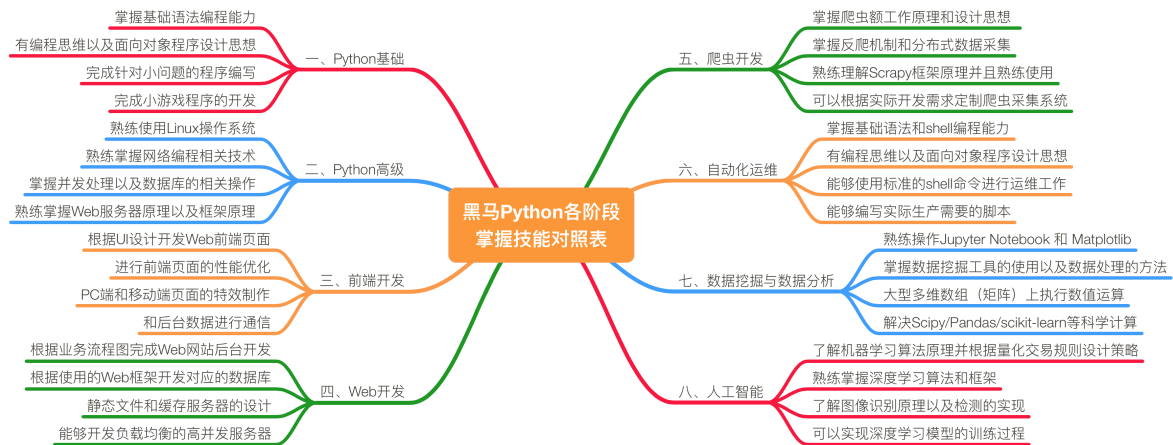 黑马Python各阶段
掌握技能对照表
一、Python基础
掌握基础语法编程能力
有编程思维以及面向对象程序设计思想
完成针对小问题的程序编写
完成小游戏程序的开发
二、Python高级
熟练使用Linux操作系统
熟练掌握网络编程相关技术
掌握并发处理以及数据库的相关操作
熟练掌握Web服务器原理以及框架原理
三、前端开发
根据UI设计开发Web前端页面
进行前端页面的性能优化
PC端和移动端页面的特效制作
和后台数据进行通信
四、Web开发
根据业务流程图完成Web网站后台开发
根据使用的Web框架开发对应的数据库
静态文件和缓存服务器的设计
能够开发负载均衡的高并发服务器
五、爬虫开发
掌握爬虫额工作原理和设计思想
掌握反爬机制和分布式数据采集
熟练理解Scrapy框架原理并且熟练使用
可以根据实际开发需求定制爬虫采集系统
六、自动化运维
掌握基础语法和shell编程能力
有编程思维以及面向对象程序设计思想
能够使用标准的shell命令进行运维工作
能够编写实际生产需要的脚本
七、数据挖掘与数据分析
熟练操作Jupyter Notebook 和 Matplotlib
掌握数据挖掘工具的使用以及数据处理的方法
大型多维数组（矩阵）上执行数值运算
解决Scipy/Pandas/scikit-learn等科学计算
八、人工智能
了解机器学习算法原理并根据量化交易规则设计策略
熟练掌握深度学习算法和框架
了解图像识别原理以及检测的实现
可以实现深度学习模型的训练过程